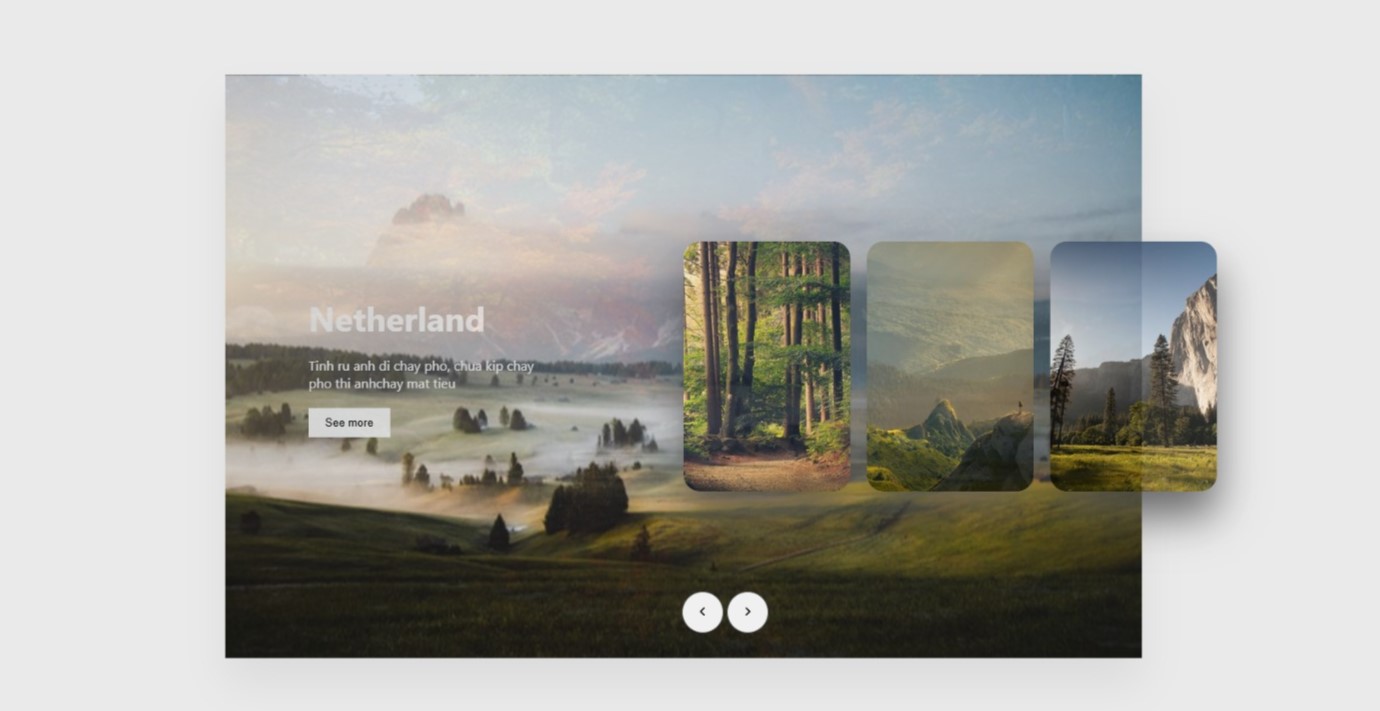 Netherland
Tinh ru anh di chay pho, chua kip chay
pho thi anhchay mat tieu
See more